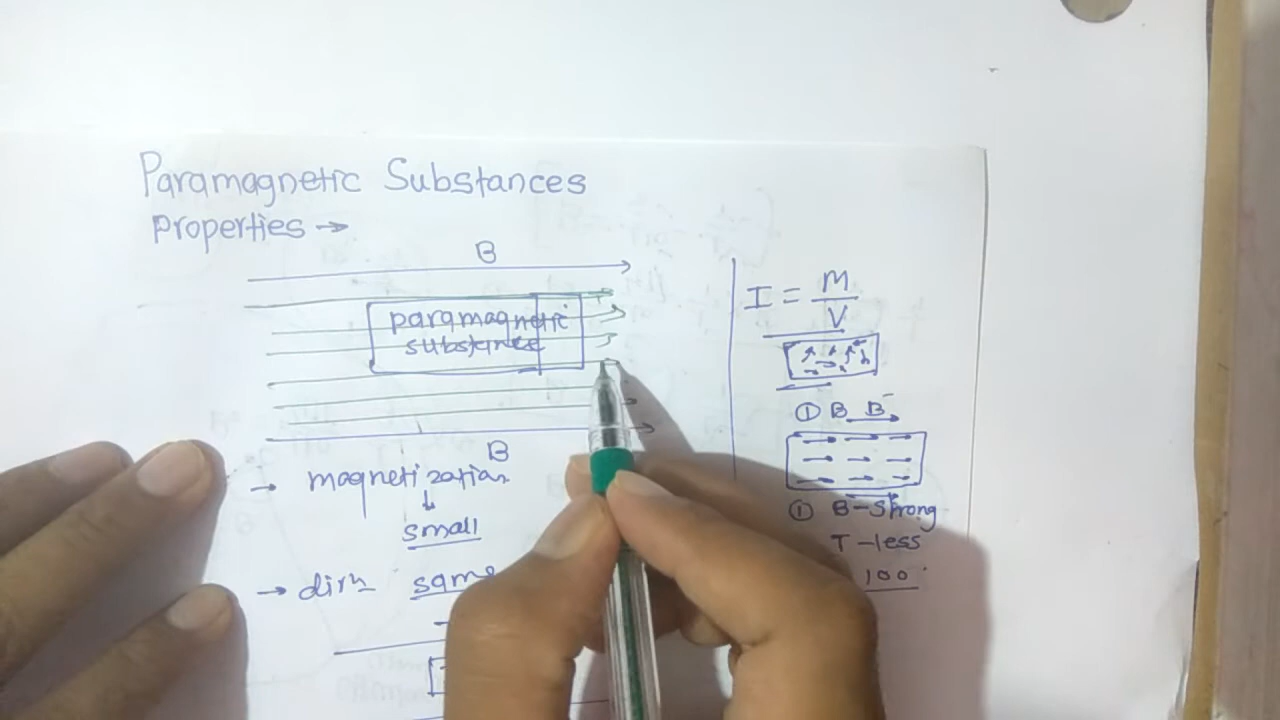 Paramagnetic Substances
Properties →
B
paramagnetic
substance
B
→ magnetization
↓
small
→ dirn same
I = M/V
① B B
① B-Strong
T-less
100